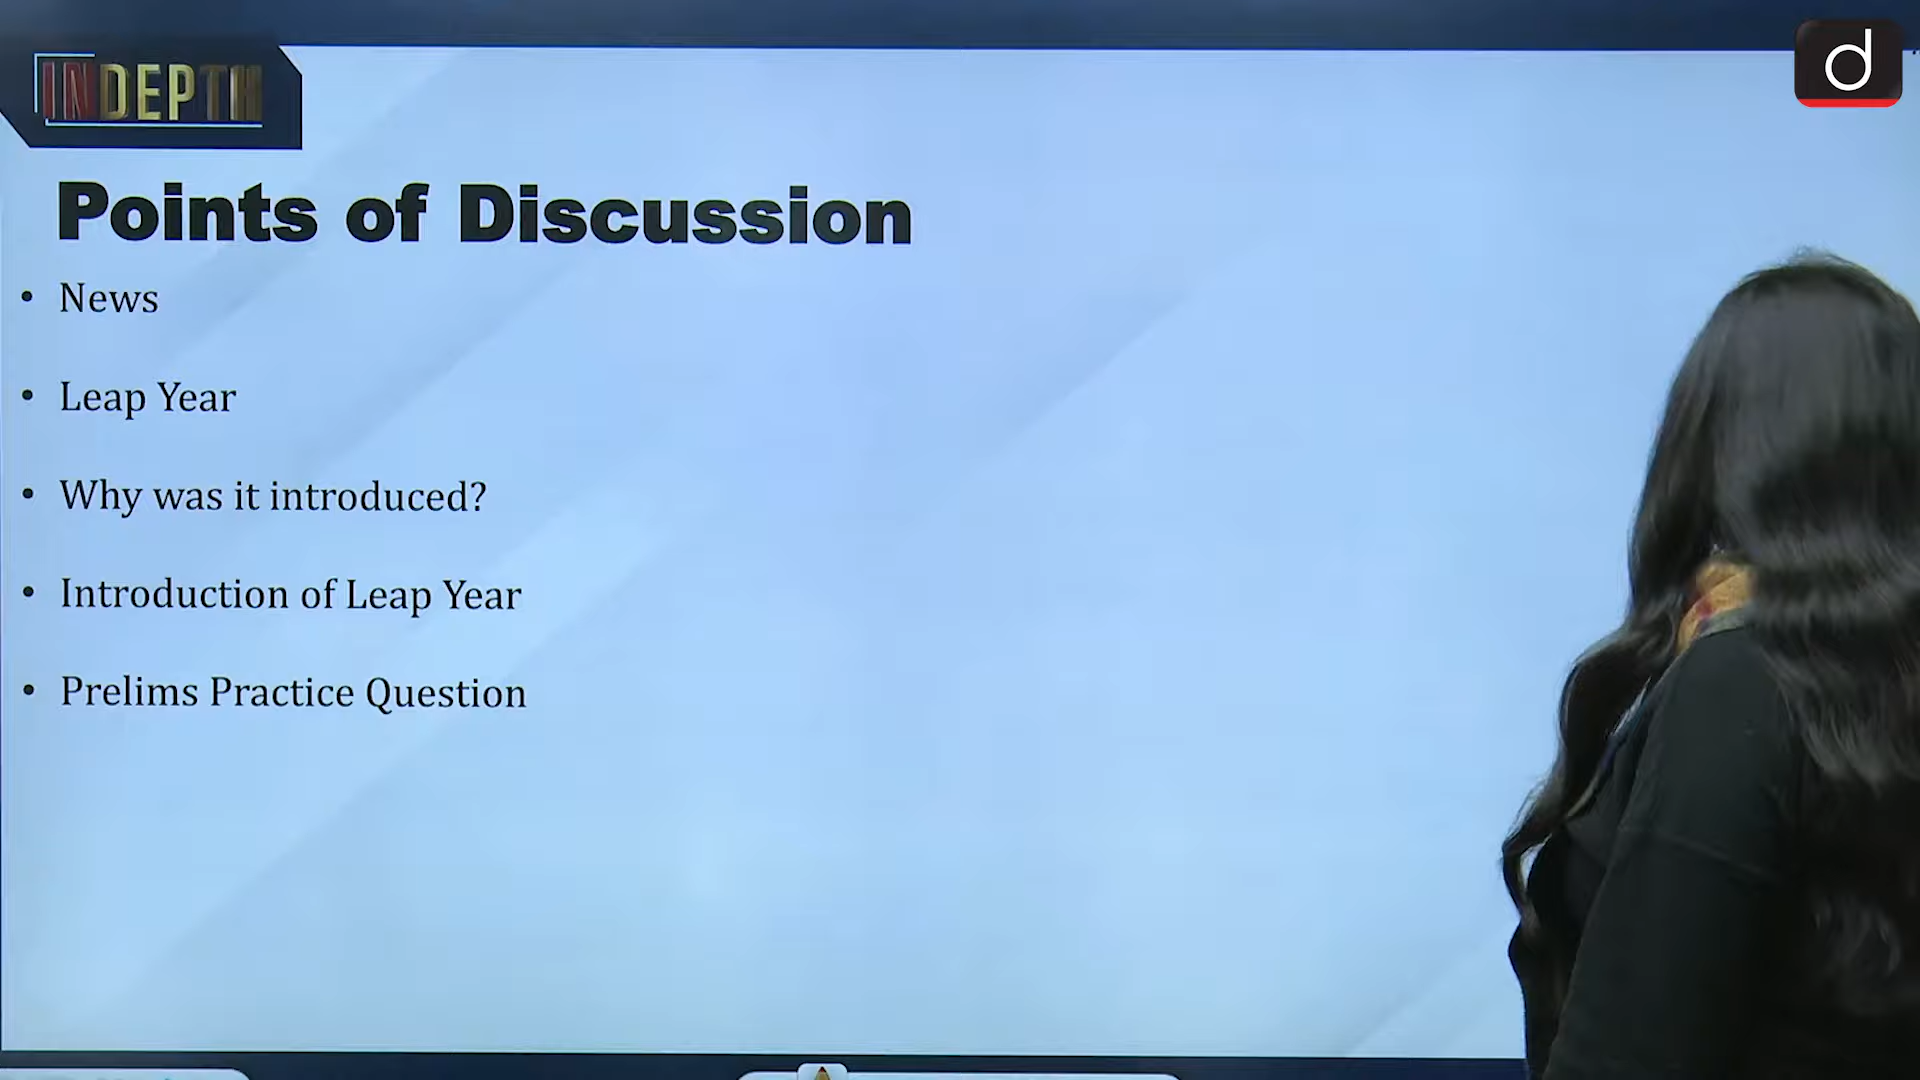 INDEPTH
d
Points of Discussion
• News
• Leap Year
• Why was it introduced?
• Introduction of Leap Year
• Prelims Practice Question